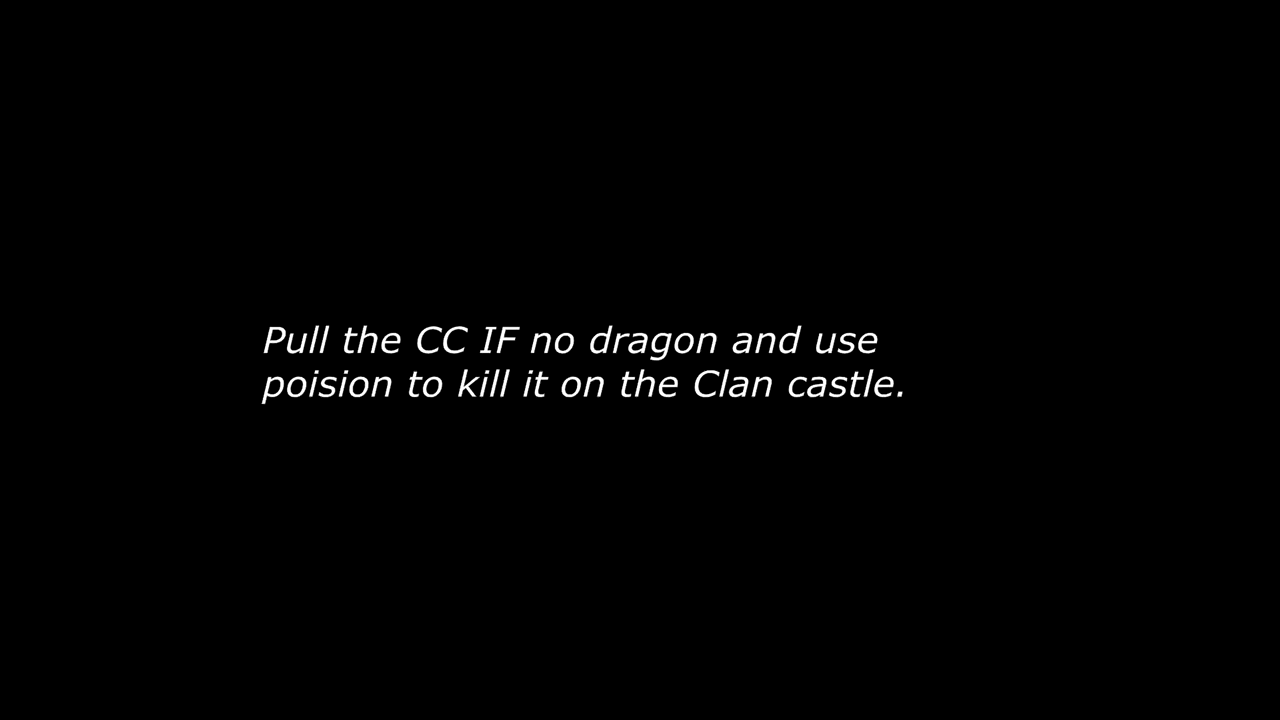 Pull the CC IF no dragon and use
poision to kill it on the Clan castle.